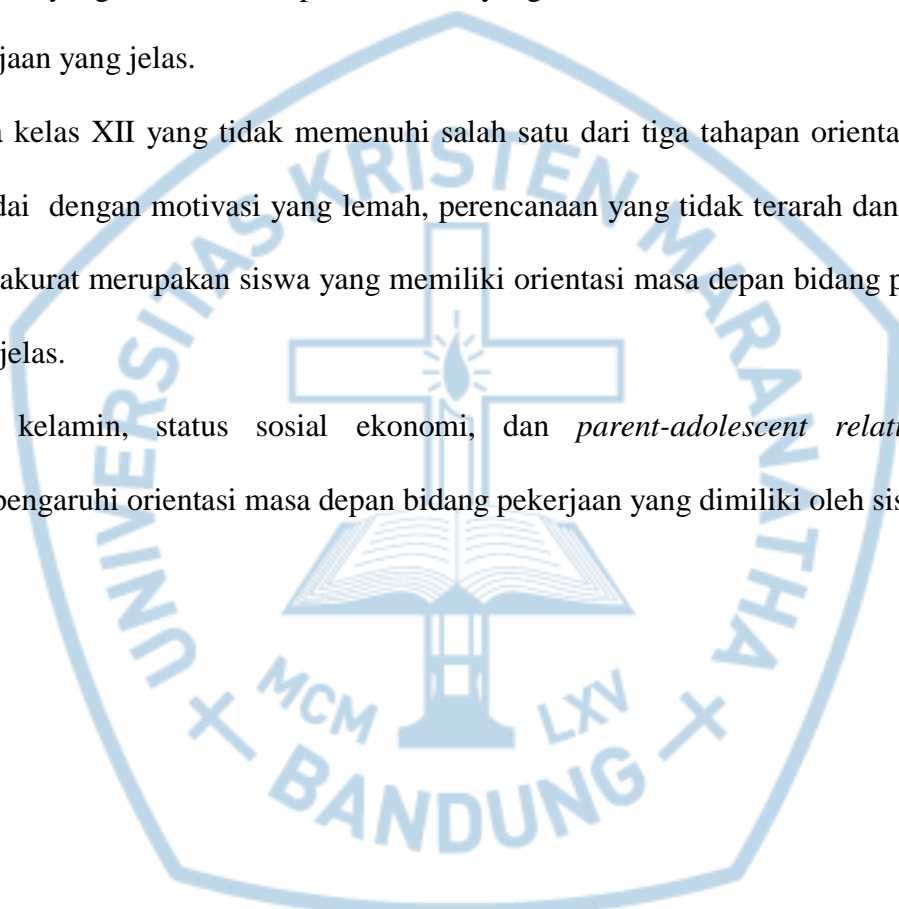 jaan yang jelas.
kelas XII yang tidak memenuhi salah satu dari tiga tahapan orienta
dai dengan motivasi yang lemah, perencanaan yang tidak terarah dan
akurat merupakan siswa yang memiliki orientasi masa depan bidang p
jelas.
kelamin, status sosial ekonomi, dan parent-adolescent relat
pengaruhi orientasi masa depan bidang pekerjaan yang dimiliki oleh sis
UNIVERSITAS KRISTEN MARANATHA
MCM LXV
BANDUNG